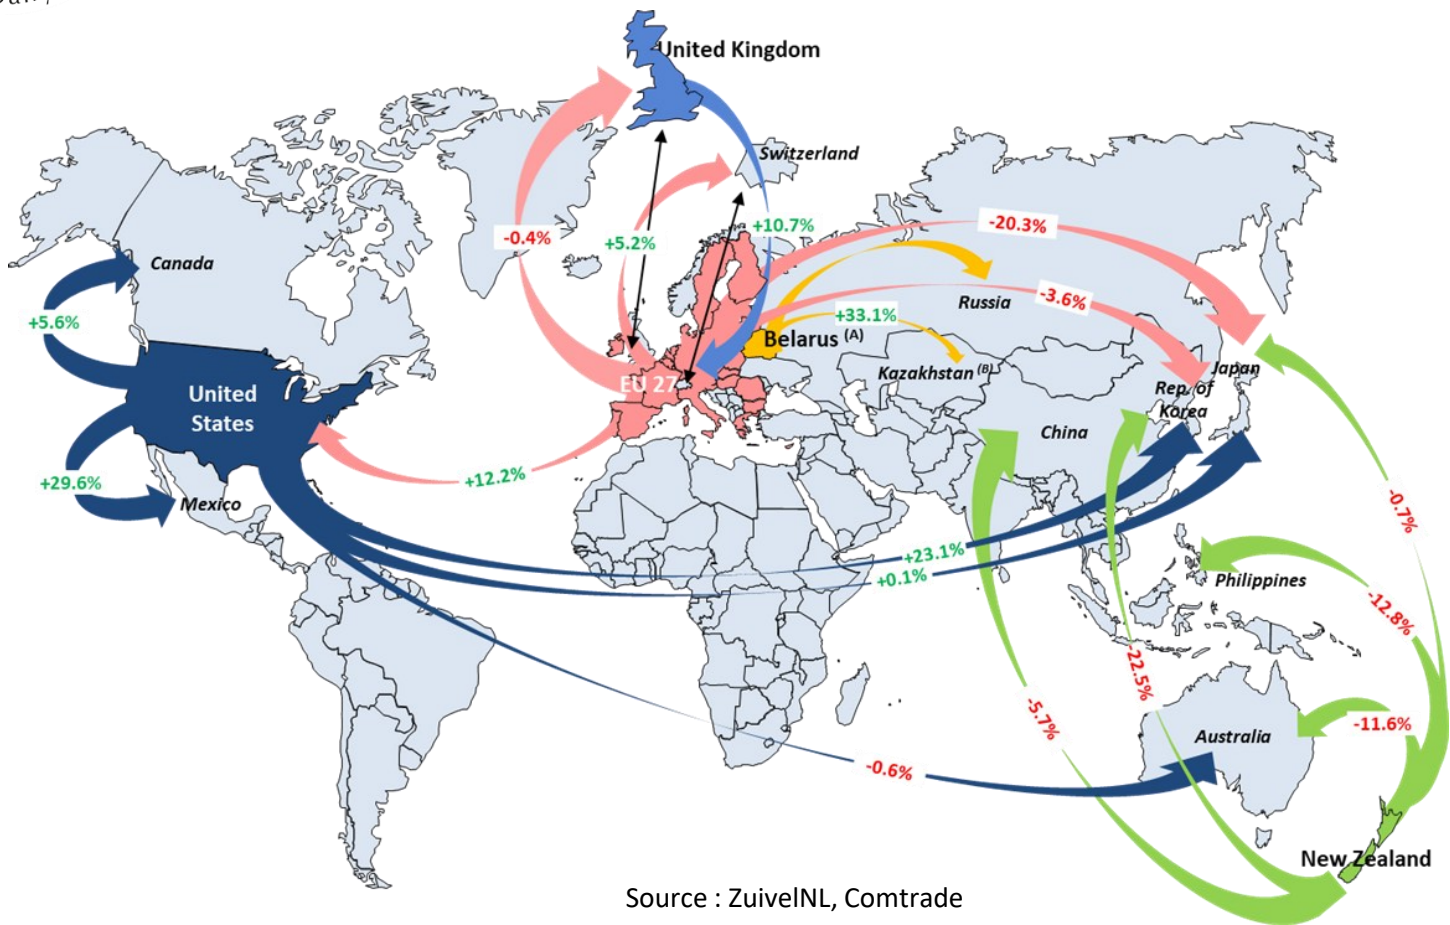 United Kingdom
Switzerland
-0.4%
+5.2%
+10.7%
-20.3%
Canada
Russia
-3.6%
+5.6%
+33.1%
Belarus (A)
Kazakhstan (B)
Japan
EU 27
Rep. of
Korea
United
States
China
+12.2%
+29.6%
Mexico
-0.7%
+23.1%
+0.1%
Philippines
-12.8%
-22.5%
-5.7%
-11.6%
Australia
-0.6%
New Zealand
Source : ZuivelNL, Comtrade